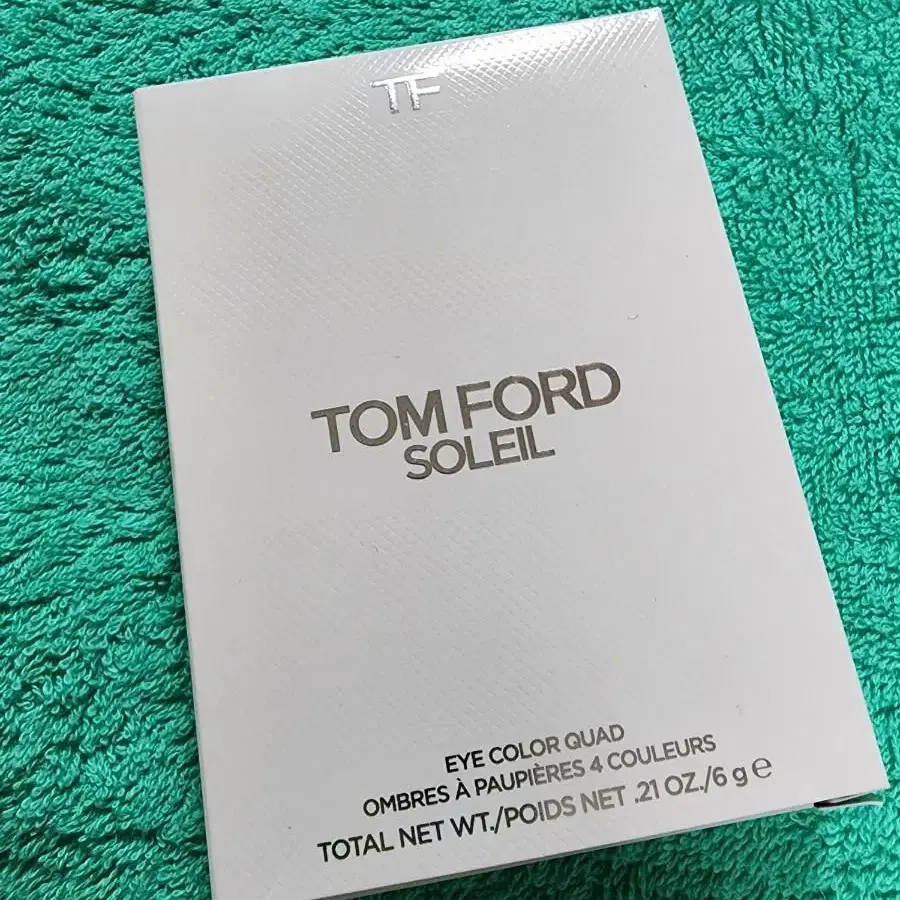 TF
TOM FORD
SOLEIL
EYE COLOR QUAD
OMBRES À PAUPIÈRES 4 COULEURS
TOTAL NET WT./POIDS NET .21 OZ./6 g ℮